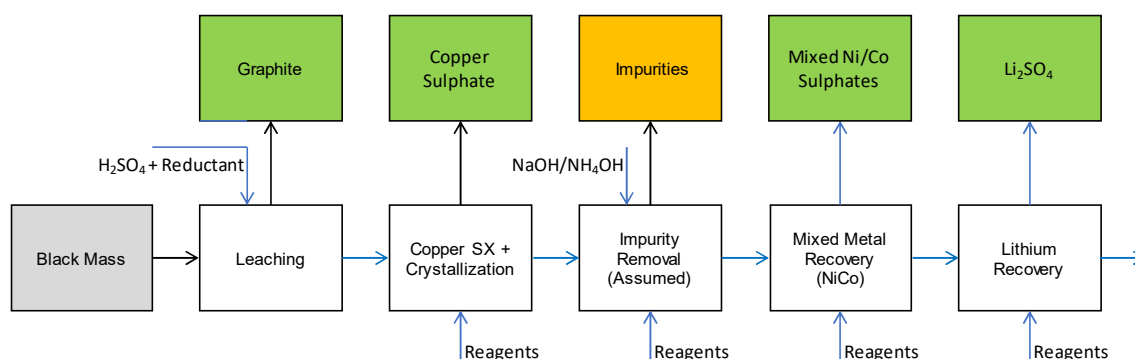 Graphite
Copper
Sulphate
Impurities
Mixed Ni/Co
Sulphates
Li₂SO₄
H₂SO₄ + Reductant
NaOH/NH₄OH
Black Mass
Leaching
Copper SX +
Crystallization
Impurity
Removal
(Assumed)
Mixed Metal
Recovery
(NiCo)
Lithium
Recovery
Reagents
Reagents
Reagents
Reagents